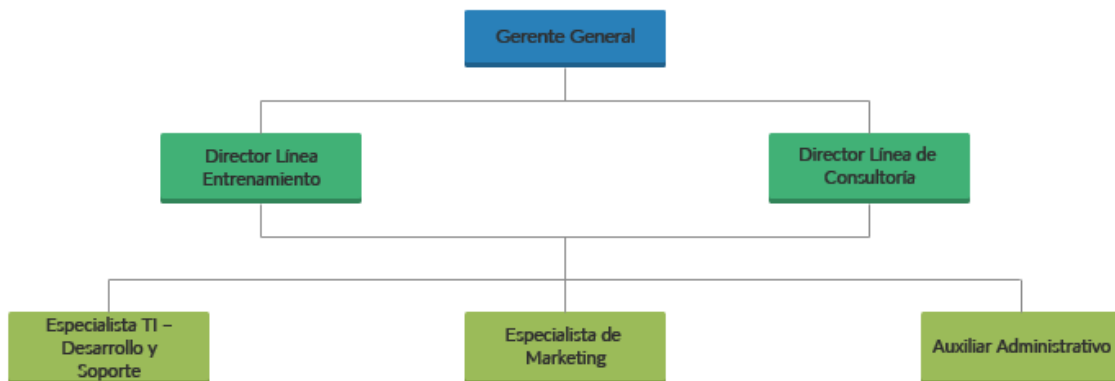 Gerente General
Director Línea
Entrenamiento
Director Línea de
Consultoría
Especialista TI –
Desarrollo y
Soporte
Especialista de
Marketing
Auxiliar Administrativo